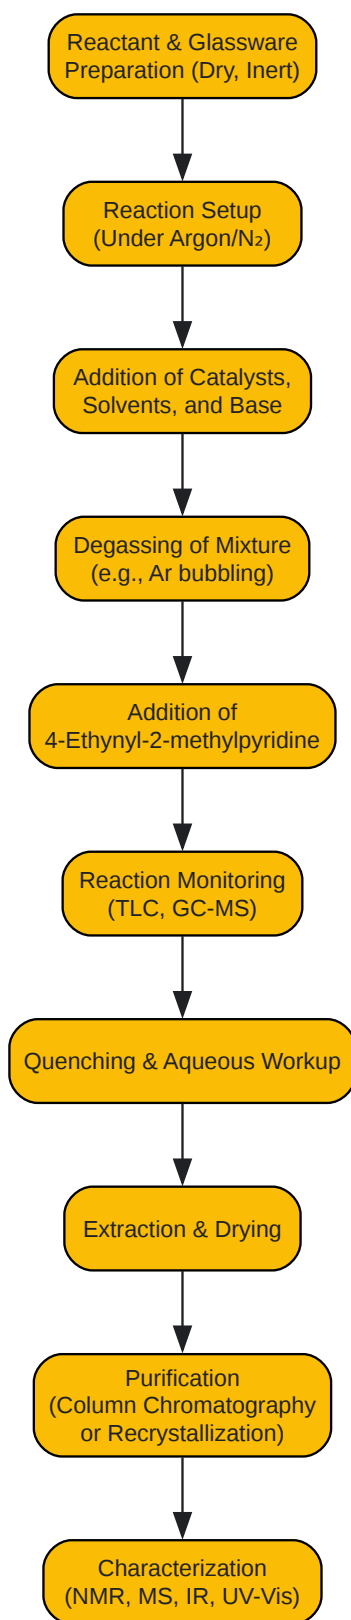 Reactant & Glassware
Preparation (Dry, Inert)
Reaction Setup
(Under Argon/N₂)
Addition of Catalysts,
Solvents, and Base
Degassing of Mixture
(e.g., Ar bubbling)
Addition of
4-Ethynyl-2-methylpyridine
Reaction Monitoring
(TLC, GC-MS)
Quenching & Aqueous Workup
Extraction & Drying
Purification
(Column Chromatography
or Recrystallization)
Characterization
(NMR, MS, IR, UV-Vis)